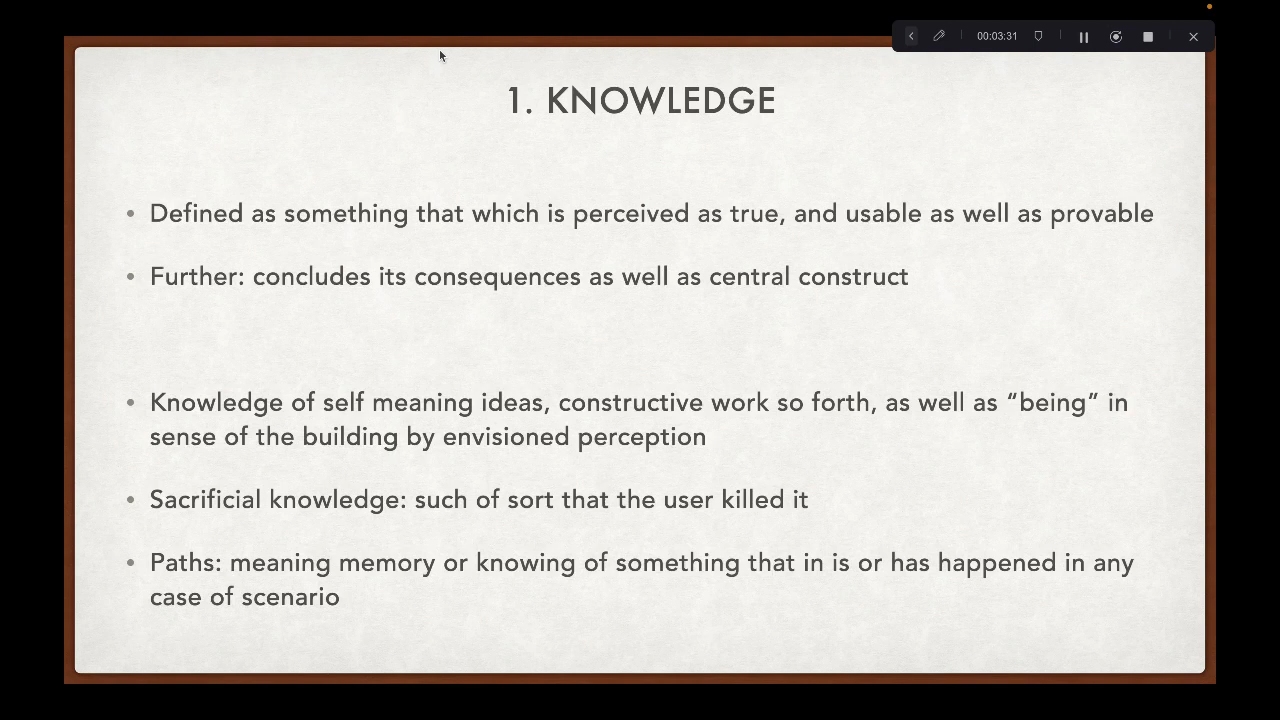 00:03:31
1. KNOWLEDGE
• Defined as something that which is perceived as true, and usable as well as provable
• Further: concludes its consequences as well as central construct
• Knowledge of self meaning ideas, constructive work so forth, as well as “being” in
sense of the building by envisioned perception
• Sacrificial knowledge: such of sort that the user killed it
• Paths: meaning memory or knowing of something that in is or has happened in any
case of scenario